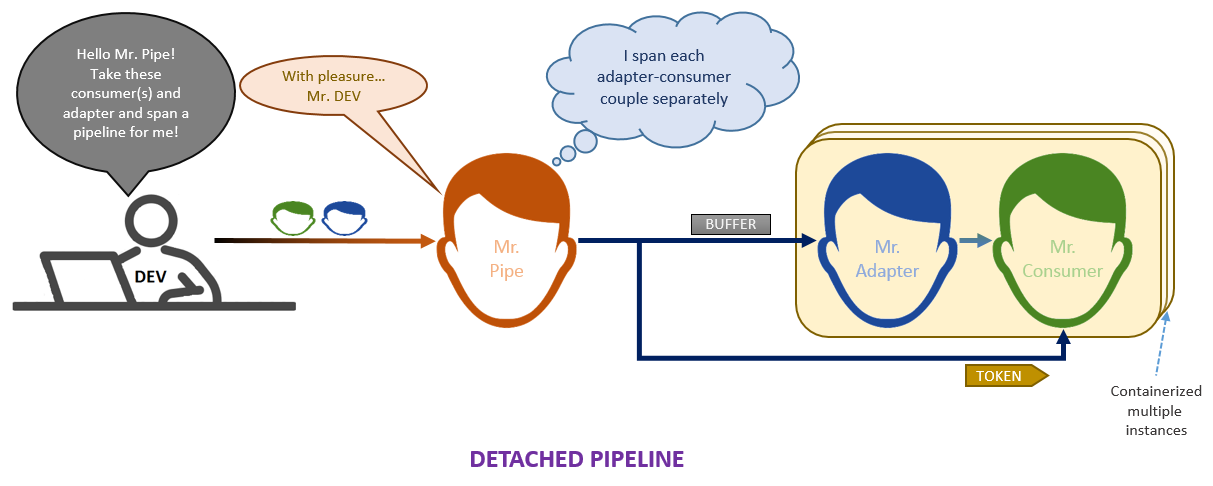 Hello Mr. Pipe!
Take these
consumer(s) and
adapter and span a
pipeline for me!
With pleasure...
Mr. DEV
I span each
adapter-consumer
couple separately
DEV
Mr.
Pipe
BUFFER
Mr.
Adapter
Mr.
Consumer
TOKEN
Containerized
multiple
instances
DETACHED PIPELINE